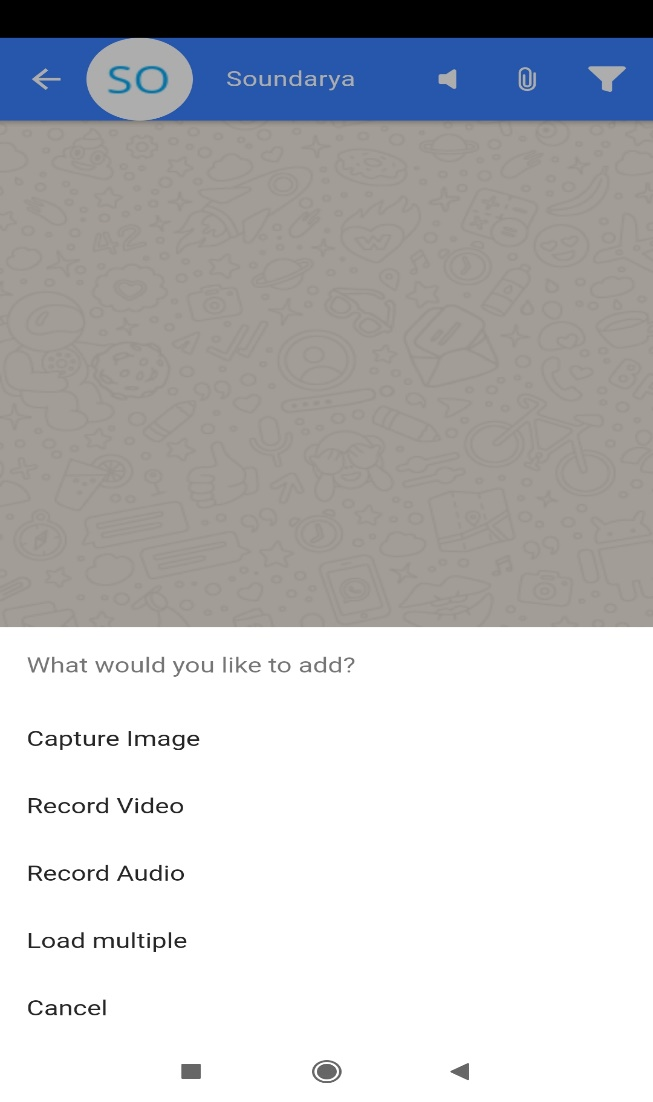 SO
Soundarya
What would you like to add?
Capture Image
Record Video
Record Audio
Load multiple
Cancel